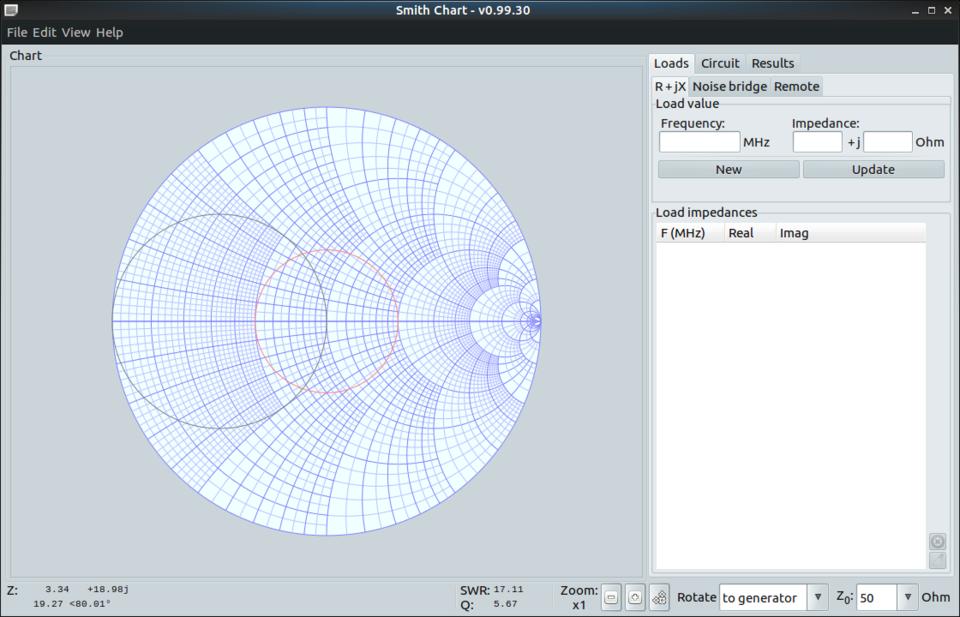 Smith Chart - v0.99.30
File Edit View Help
Chart
Loads Circuit Results
R+jX Noise bridge Remote
Load value
Frequency: Impedance:
MHz +j Ohm
New Update
Load impedances
F (MHz) Real Imag
Z: 3.34 +18.98j
19.27 <80.01°
SWR: 17.11
Q: 5.67
Zoom:
x1
Rotate to generator Z0: 50 Ohm